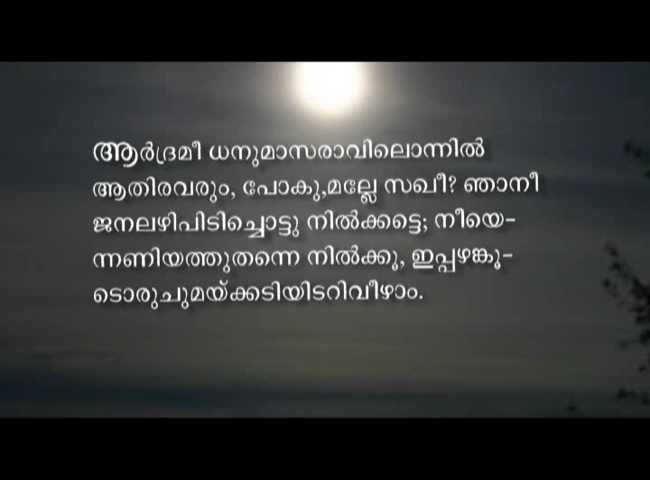 ആർദ്രമീ ധനുമാസരാവിലൊന്നിൽ
ആതിരവരും, പോകു,മല്ലേ സഖീ? ഞാനീ
ജനലഴിപിടിച്ചൊട്ടു നിൽക്കട്ടെ; നീയെ-
ന്നണിയത്തുതന്നെ നിൽക്കൂ, ഇപ്പഴങ്കൂ-
ടൊരുചുമയ്ക്കടിയിടറിവീഴാം.